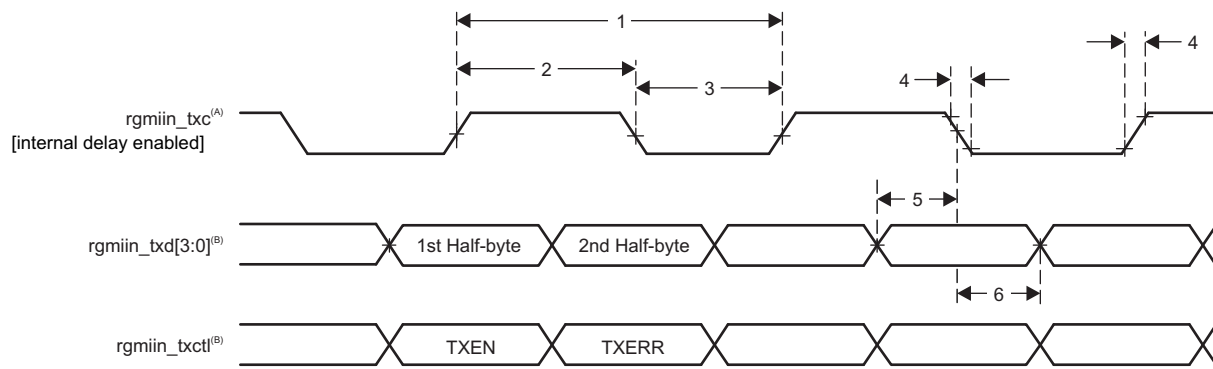 1
2
3
4
4
rgmiin_txc(A)
[internal delay enabled]
5
rgmiin_txd[3:0](B)
1st Half-byte
2nd Half-byte
6
rgmiin_txctl(B)
TXEN
TXERR